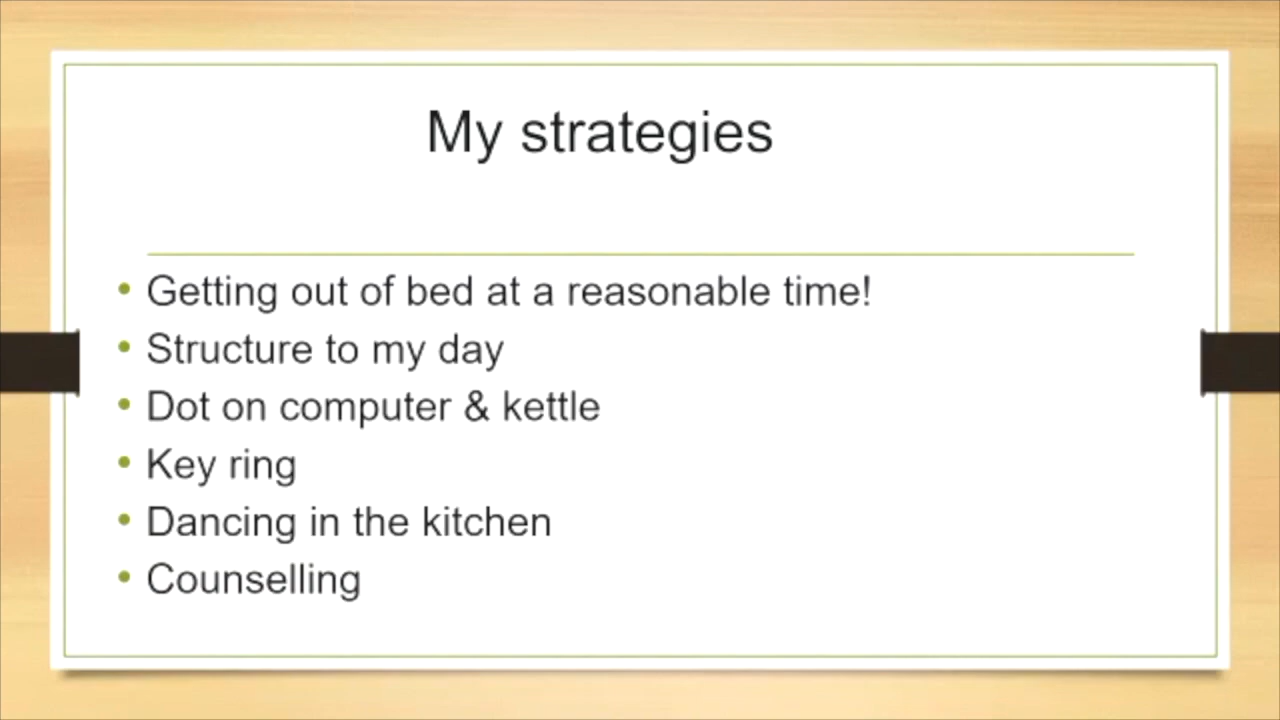 My strategies
Getting out of bed at a reasonable time!
Structure to my day
Dot on computer & kettle
Key ring
Dancing in the kitchen
Counselling